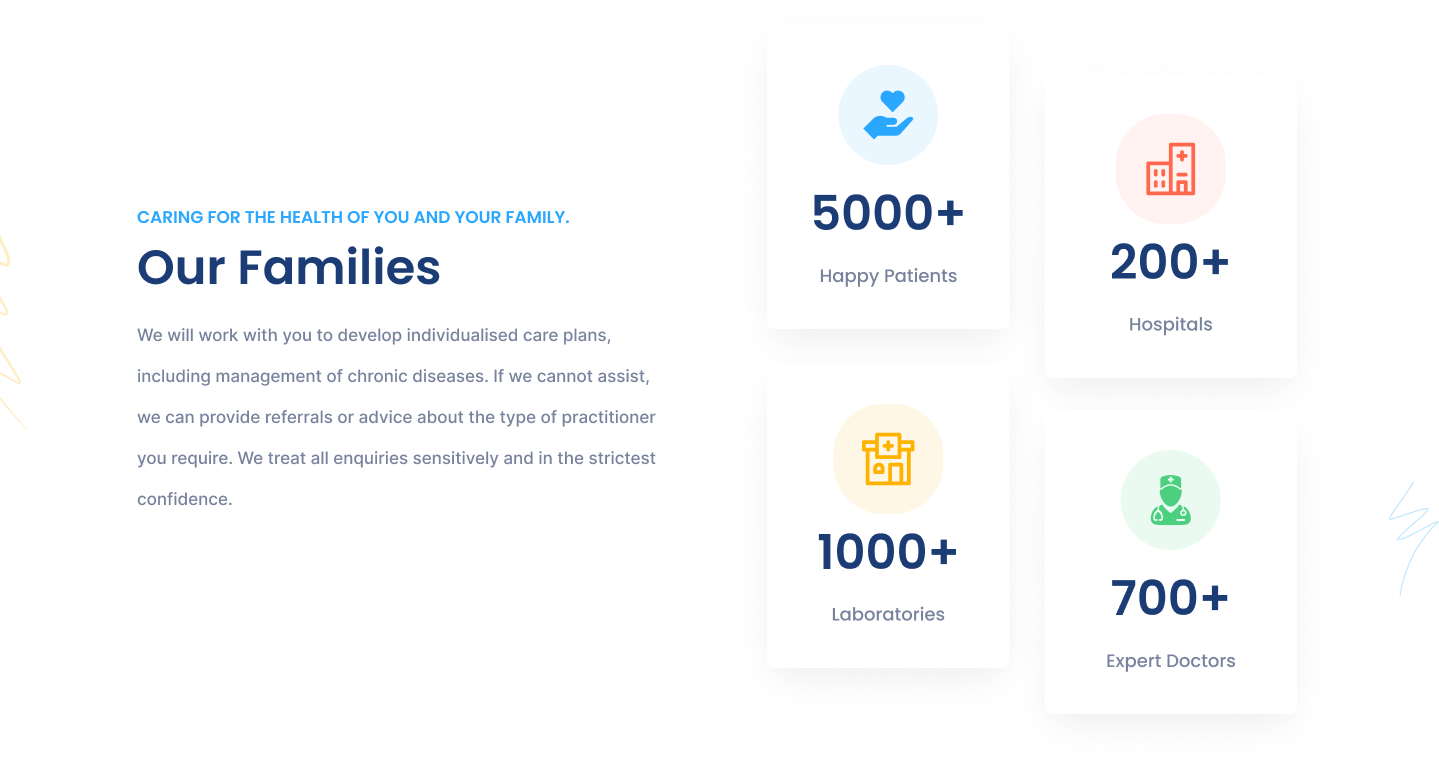 CARING FOR THE HEALTH OF YOU AND YOUR FAMILY.
Our Families
We will work with you to develop individualised care plans,
including management of chronic diseases. If we cannot assist,
we can provide referrals or advice about the type of practitioner
you require. We treat all enquiries sensitively and in the strictest
confidence.
5000+
Happy Patients
200+
Hospitals
1000+
Laboratories
700+
Expert Doctors